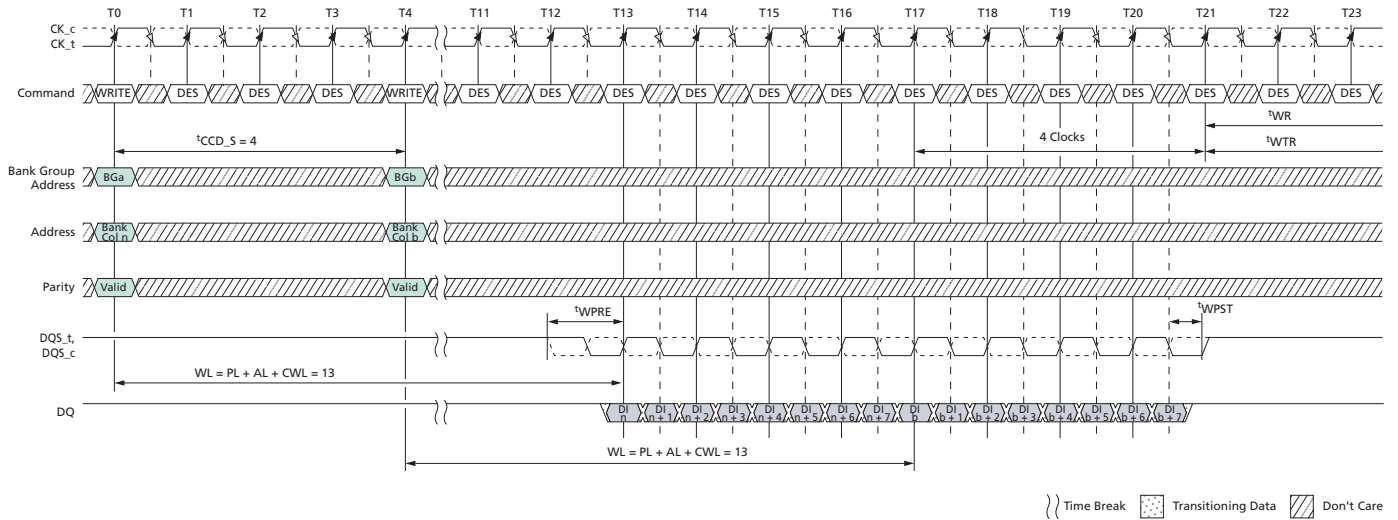 T0 T1 T2 T3 T4 T11 T12 T13 T14 T15 T16 T17 T18 T19 T20 T21 T22 T23
CK_c
CK_t
Command WRITE DES DES DES WRITE DES DES DES DES DES DES DES DES DES DES DES DES DES
tWR
tCCD_S = 4 4 Clocks tWTR
Bank Group
Address BGa BGb
Address Bank
Col n Bank
Col b
Parity Valid Valid
tWPRE tWPST
DQS_t,
DQS_c
WL = PL + AL + CWL = 13
DQ DI
n DI
n + 1 DI
n + 2 DI
n + 3 DI
n + 4 DI
n + 5 DI
n + 6 DI
n + 7 DI
b DI
b + 1 DI
b + 2 DI
b + 3 DI
b + 4 DI
b + 5 DI
b + 6 DI
b + 7
WL = PL + AL + CWL = 13
Time Break Transitioning Data Don't Care